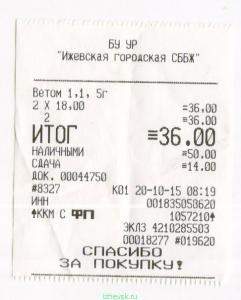 БУ УР
"Ижевская городская СББЖ"
Ветом 1,1, 5г
2 X 18,00 =36.00
2 =36.00
ИТОГ =36.00
НАЛИЧНЫМИ =50.00
СДАЧА =14.00
ДОК. 00044750
#8327 К01 20-10-15 08:19
ИНН 001835058620
ККМ С ФП 1057210
ЭКЛЗ 4210285503
00018277 #019620
СПАСИБО
ЗА ПОКУПКУ!
izhevsk.ru